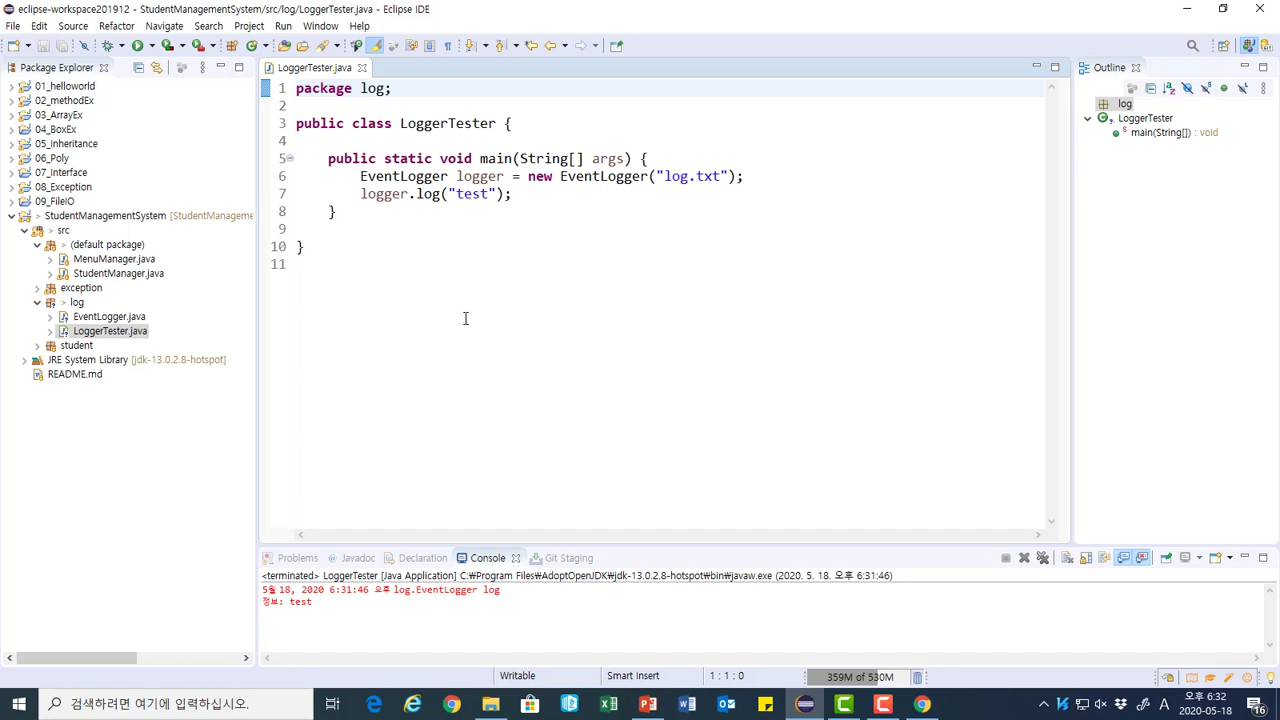 eclipse-workspace201912 - StudentManagementSystem/src/log/LoggerTester.java - Eclipse IDE
File Edit Source Refactor Navigate Search Project Run Window Help
Package Explorer
01_helloworld
02_methodEx
03_ArrayEx
04_BoxEx
05_Inheritance
06_Poly
07_Interface
08_Exception
09_FileIO
> StudentManagementSystem [StudentManageme
> src
> (default package)
MenuManager.java
StudentManager.java
exception
> log
EventLogger.java
LoggerTester.java
student
JRE System Library [jdk-13.0.2.8-hotspot]
README.md
LoggerTester.java
1 package log;
2
3 public class LoggerTester {
4
5 public static void main(String[] args) {
6 EventLogger logger = new EventLogger("log.txt");
7 logger.log("test");
8 }
9
10 }
11
Outline
log
LoggerTester
main(String[]) : void
Problems Javadoc Declaration Console Git Staging
<terminated> LoggerTester [Java Application] C:₩Program Files₩AdoptOpenJDK₩jdk-13.0.2.8-hotspot₩bin₩javaw.exe (2020. 5. 18. 오후 6:31:46)
5월 18, 2020 6:31:46 오후 log.EventLogger log
정보: test
Writable Smart Insert 1 : 1 : 0 359M of 530M
검색하려면 여기에 입력하십시오.
A
오후 6:32
2020-05-18
16